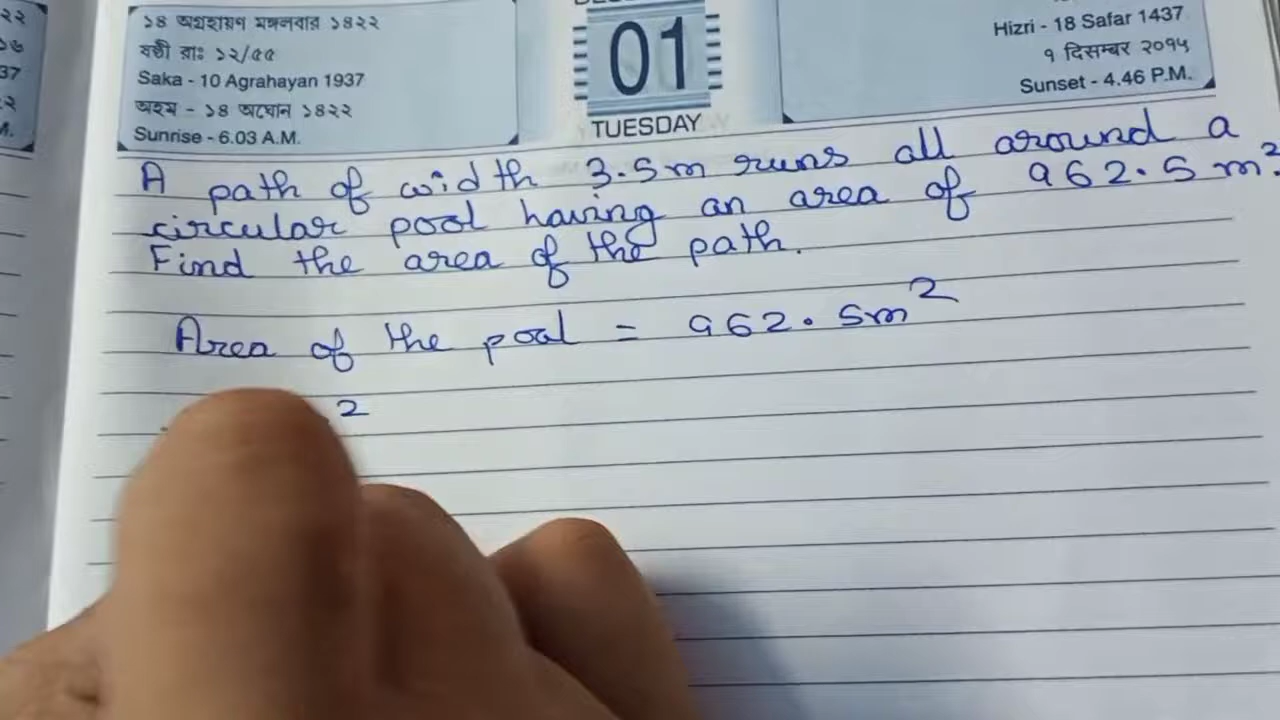 ২২
37
M.
১৪ অগ্রহায়ণ মঙ্গলবার ১৪২২
ষষ্ঠী রাঃ ১২/৫৫
Saka - 10 Agrahayan 1937
অহম - ১৪ অঘোন ১৪২২
Sunrise - 6.03 A.M.
01
TUESDAY
Hizri - 18 Safar 1437
१ दिसम्बर २०१५
Sunset - 4.46 P.M.
A path of width 3.5m runs all around a
circular pool having an area of 962.5 m².
Find the area of the path.
Area of the pool = 962.5m²
2